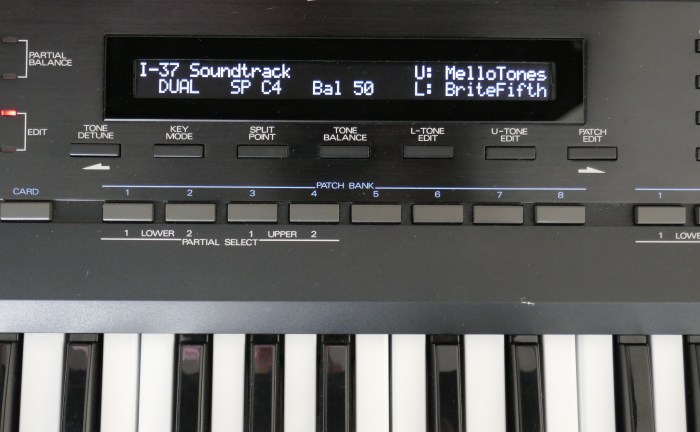 PARTIAL
BALANCE
EDIT
I-37 Soundtrack U: MelloTones
DUAL SP C4 Bal 50 L: BriteFifth
TONE DETUNE
KEY MODE
SPLIT POINT
TONE BALANCE
L-TONE EDIT
U-TONE EDIT
PATCH EDIT
CARD
PATCH BANK
1 2 3 4 5 6 7 8 1
1 LOWER 2 1 UPPER 2 1
PARTIAL SELECT